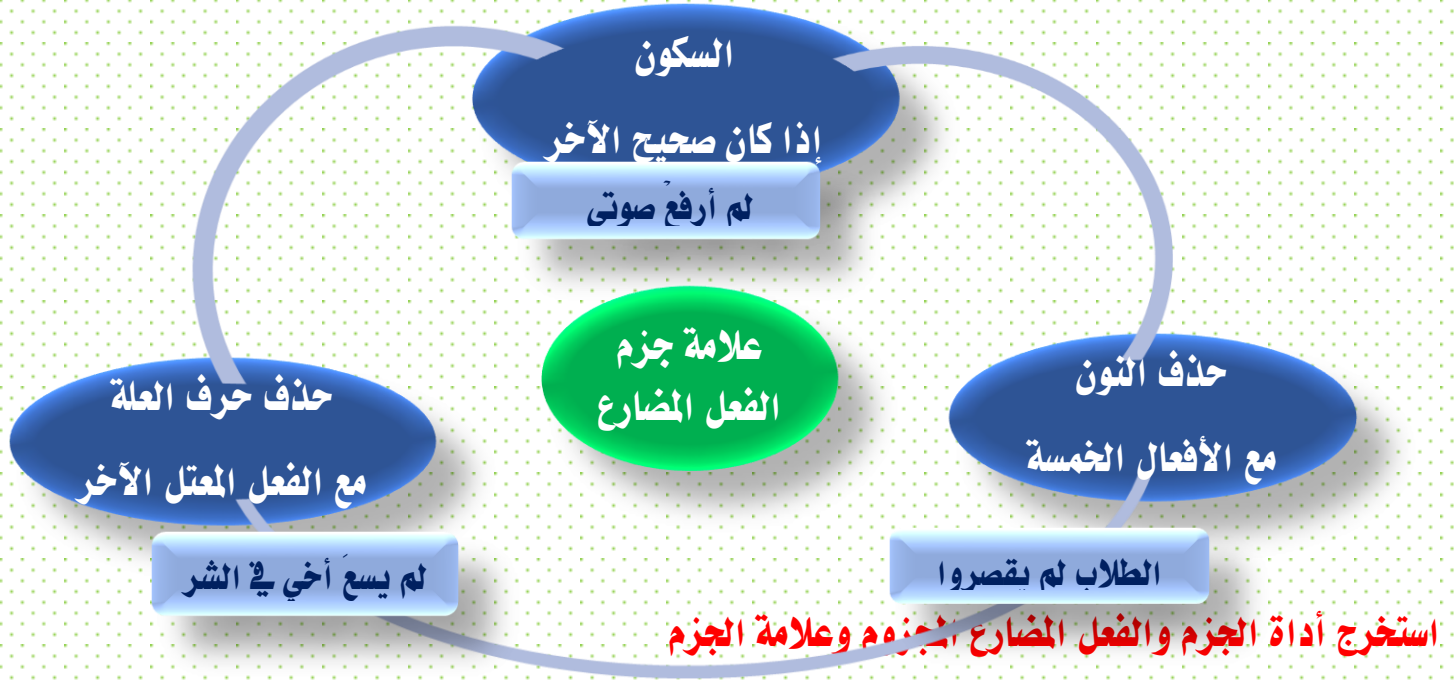 السكون
إذا كان صحيح الآخر
لم أرفعْ صوتى
علامة جزم
الفعل المضارع
حذف النون
مع الأفعال الخمسة
الطلاب لم يقصروا
حذف حرف العلة
مع الفعل المعتل الآخر
لم يسعَ أخي في الشر
استخرج أداة الجزم والفعل المضارع المجزوم وعلامة الجزم